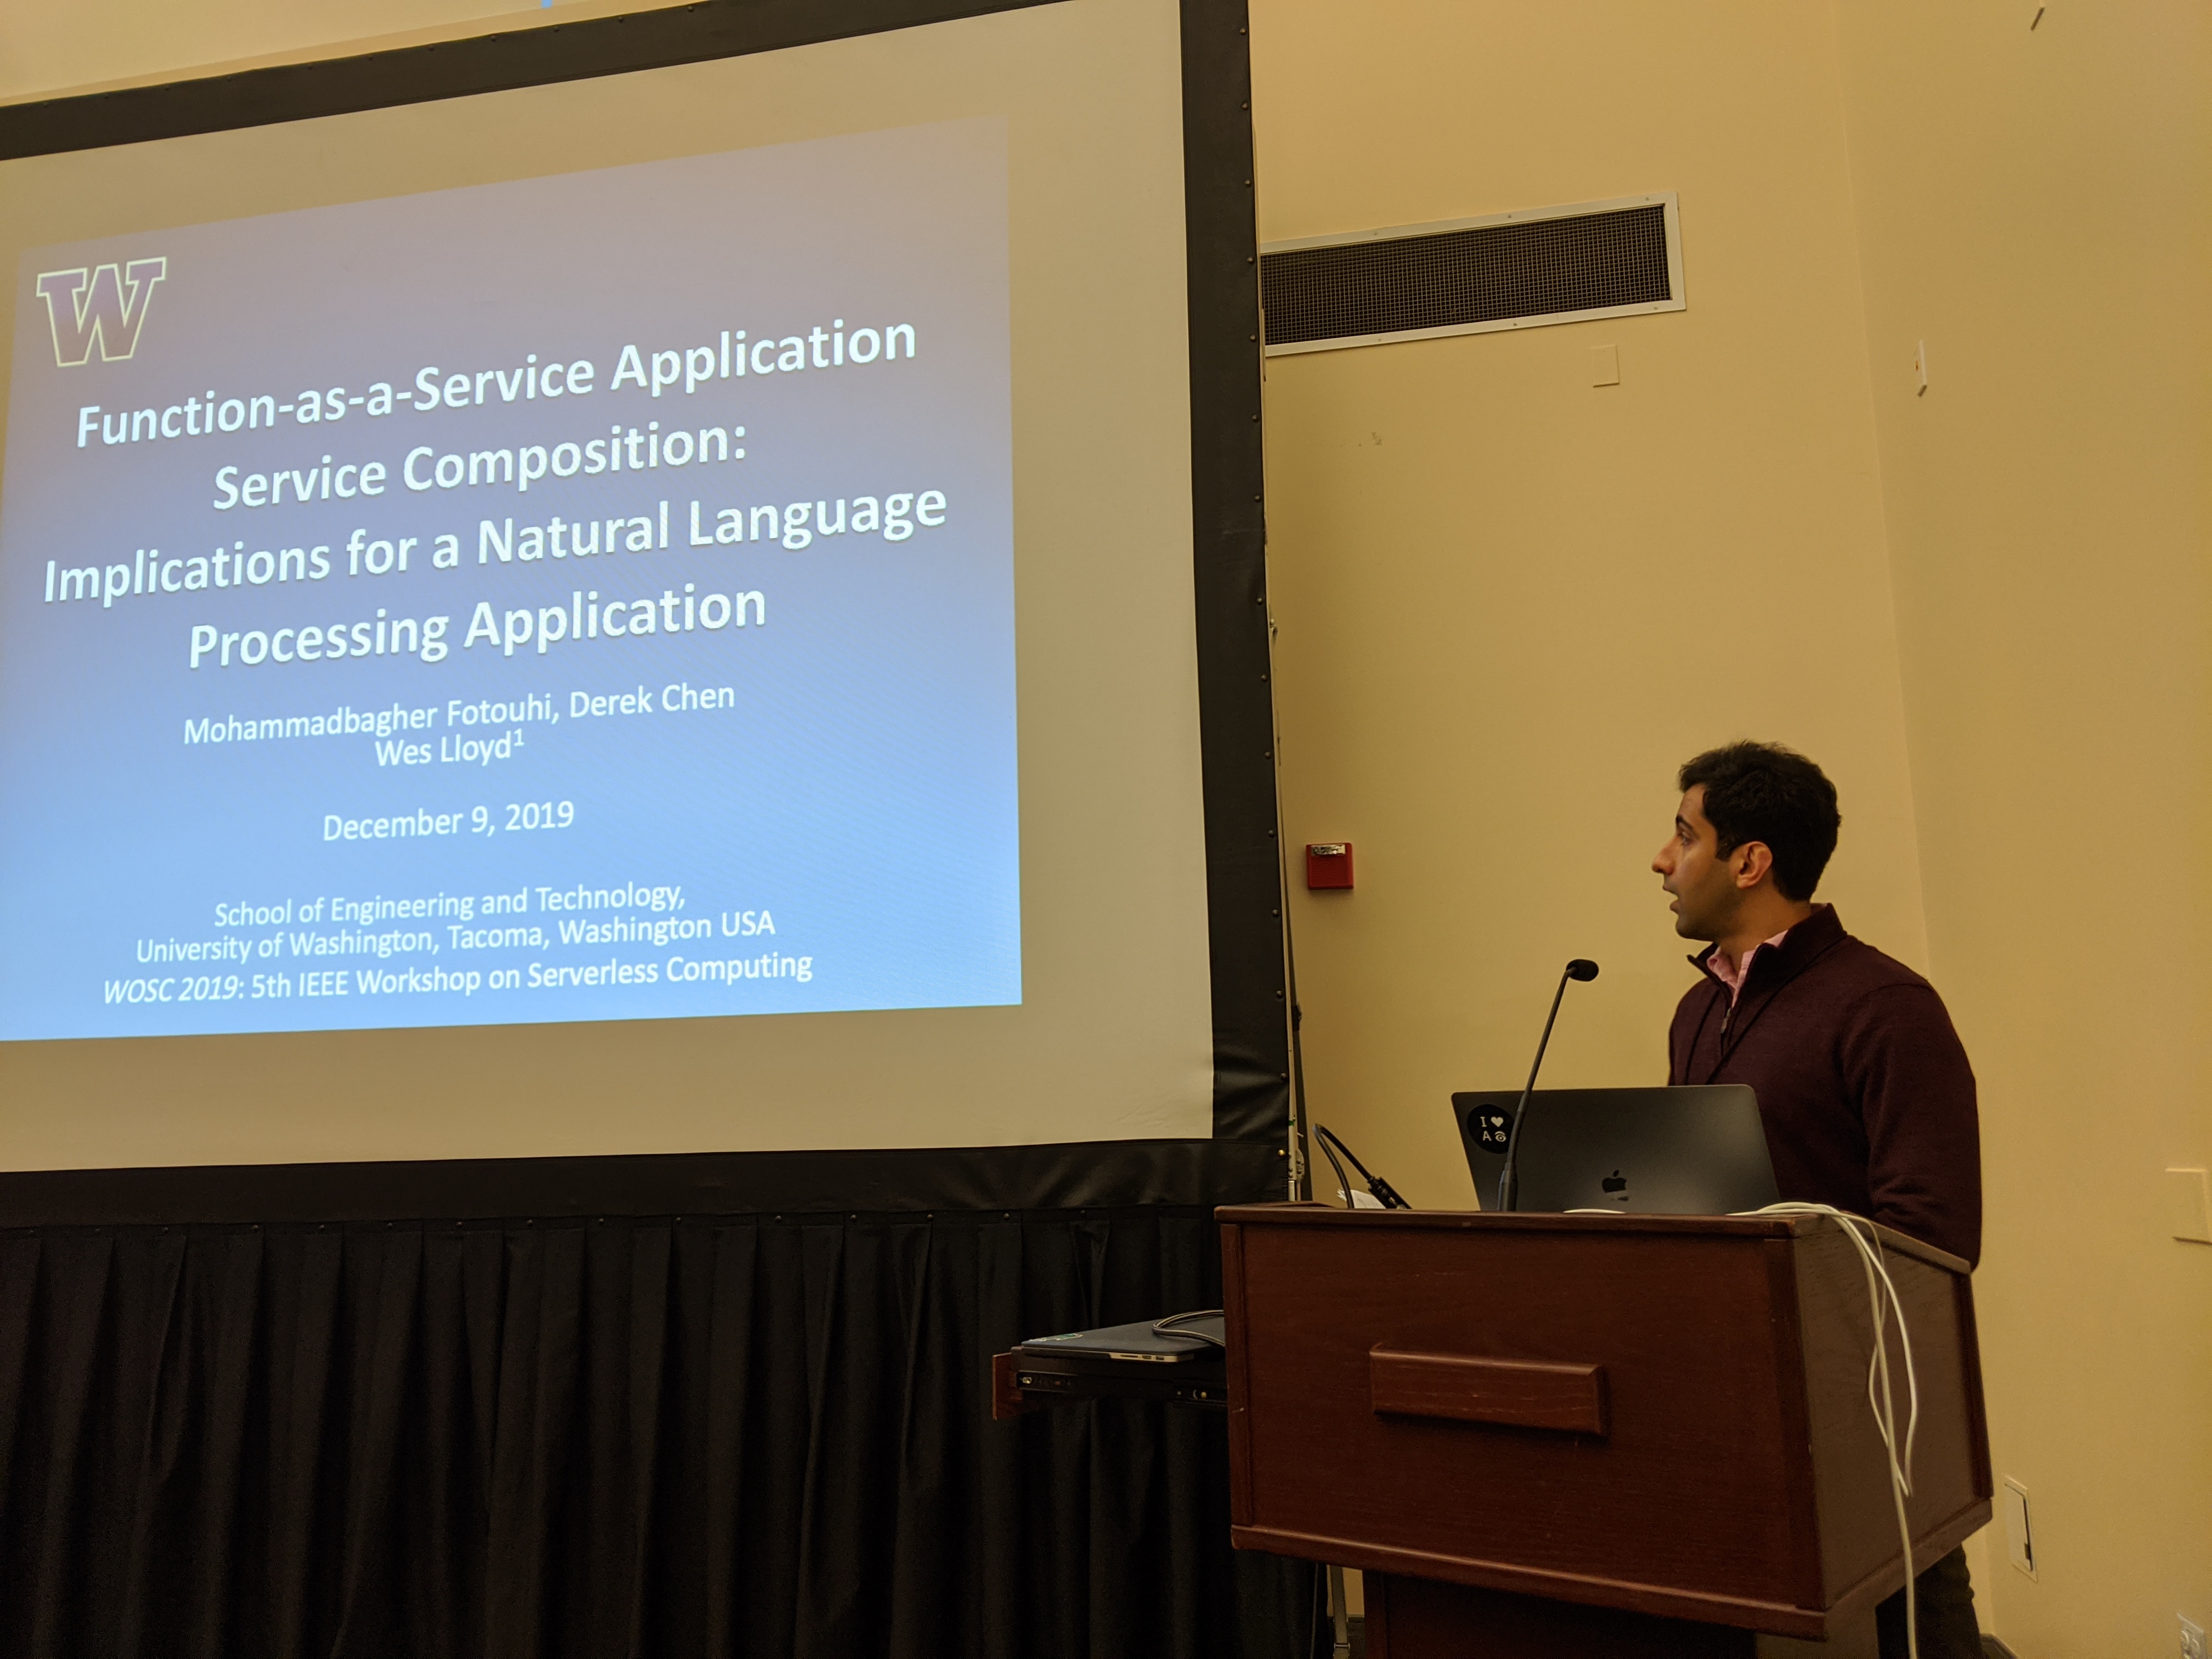 W
Function-as-a-Service Application
Service Composition:
Implications for a Natural Language
Processing Application
Mohammadbagher Fotouhi, Derek Chen
Wes Lloyd¹
December 9, 2019
School of Engineering and Technology,
University of Washington, Tacoma, Washington USA
WOSC 2019: 5th IEEE Workshop on Serverless Computing
I ♥
A